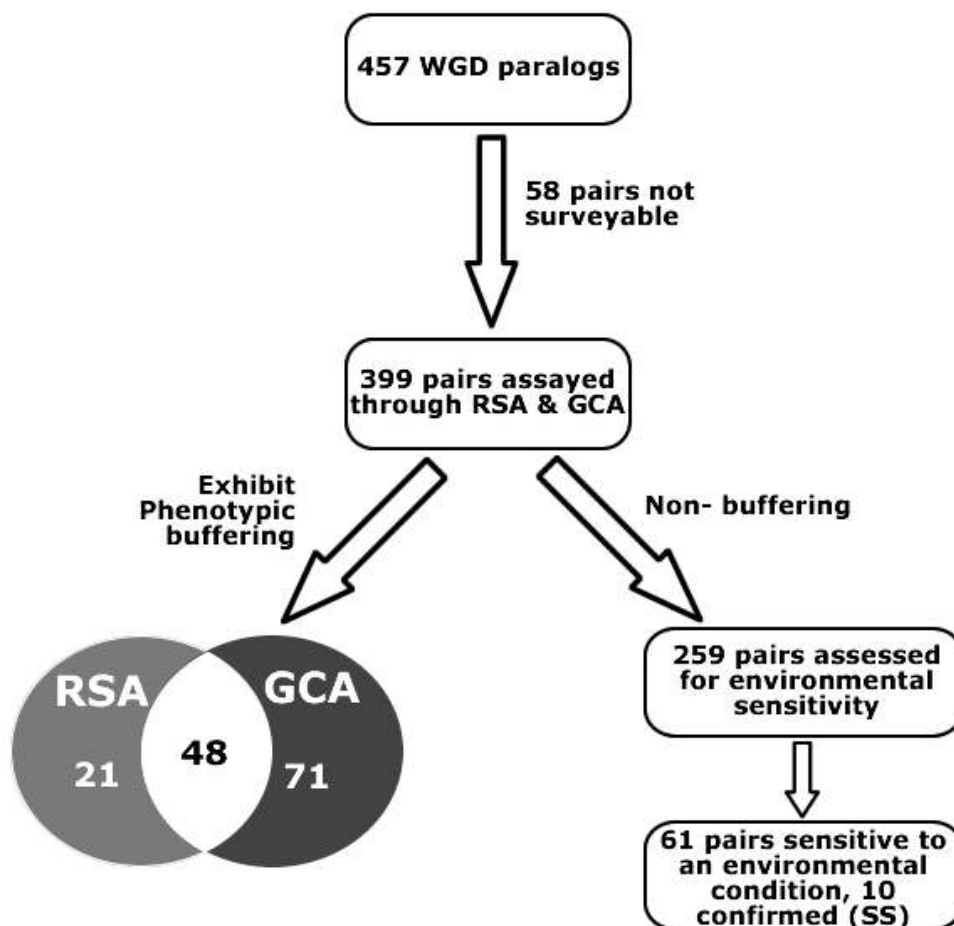 457 WGD paralogs
58 pairs not
surveyable
399 pairs assayed
through RSA & GCA
Exhibit
Phenotypic
buffering
Non- buffering
RSA
GCA
21
48
71
259 pairs assessed
for environmental
sensitivity
61 pairs sensitive to
an environmental
condition, 10
confirmed (SS)